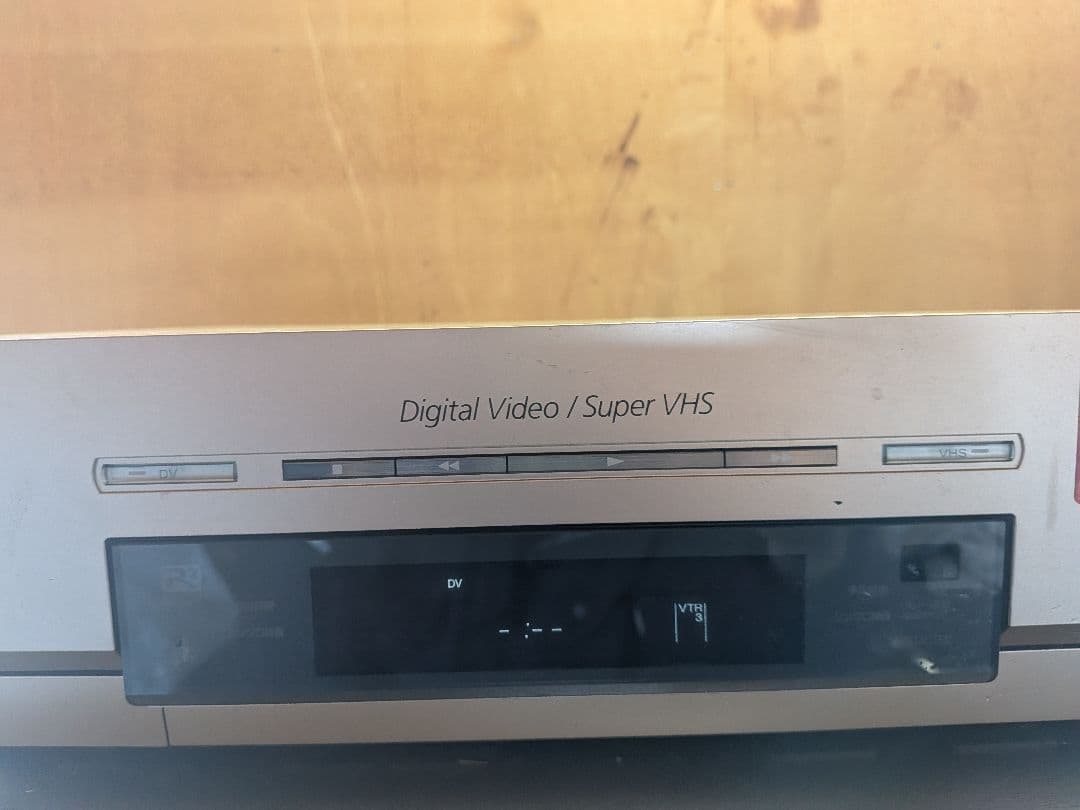 Digital Video / Super VHS
DV
VHS
DV
- : - -
VTR
3